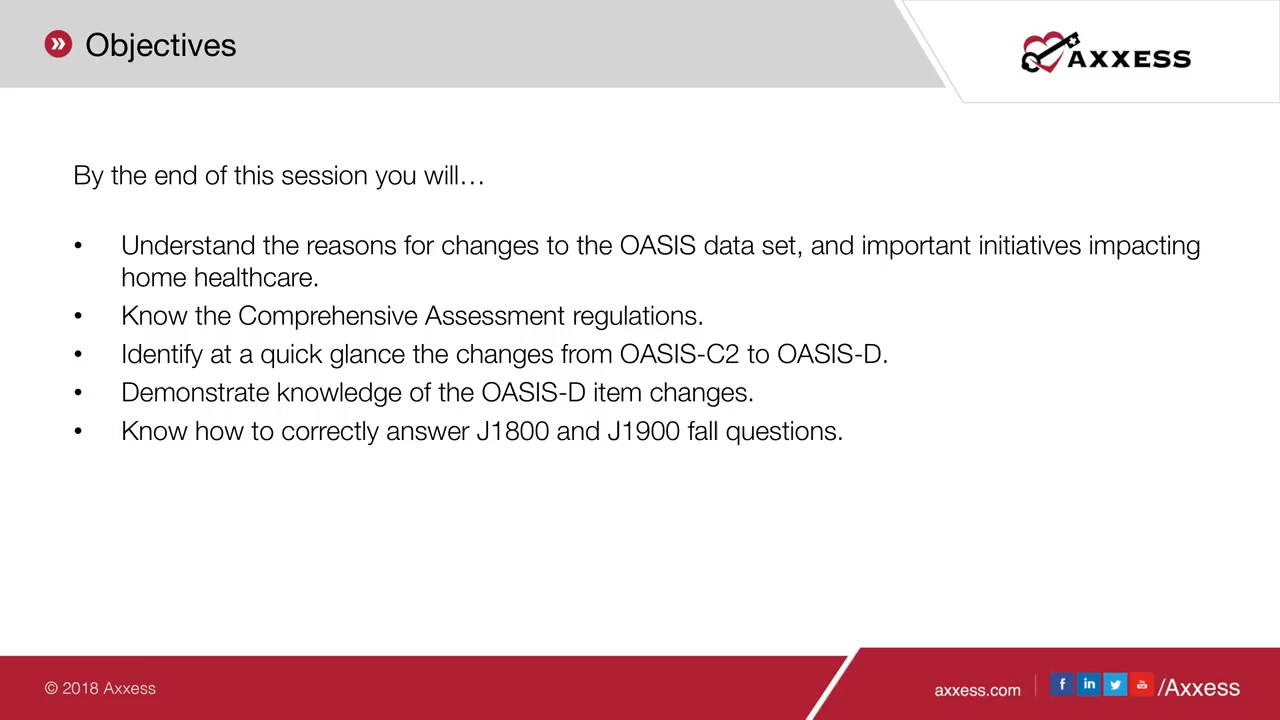 Objectives
AXXESS
By the end of this session you will…
• Understand the reasons for changes to the OASIS data set, and important initiatives impacting
home healthcare.
• Know the Comprehensive Assessment regulations.
• Identify at a quick glance the changes from OASIS-C2 to OASIS-D.
• Demonstrate knowledge of the OASIS-D item changes.
• Know how to correctly answer J1800 and J1900 fall questions.
© 2018 Axxess
axxess.com
/Axxess